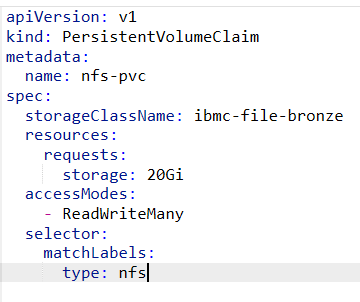 apiVersion: v1
kind: PersistentVolumeClaim
metadata:
  name: nfs-pvc
spec:
  storageClassName: ibmc-file-bronze
  resources:
    requests:
      storage: 20Gi
  accessModes:
    - ReadWriteMany
  selector:
    matchLabels:
      type: nfs